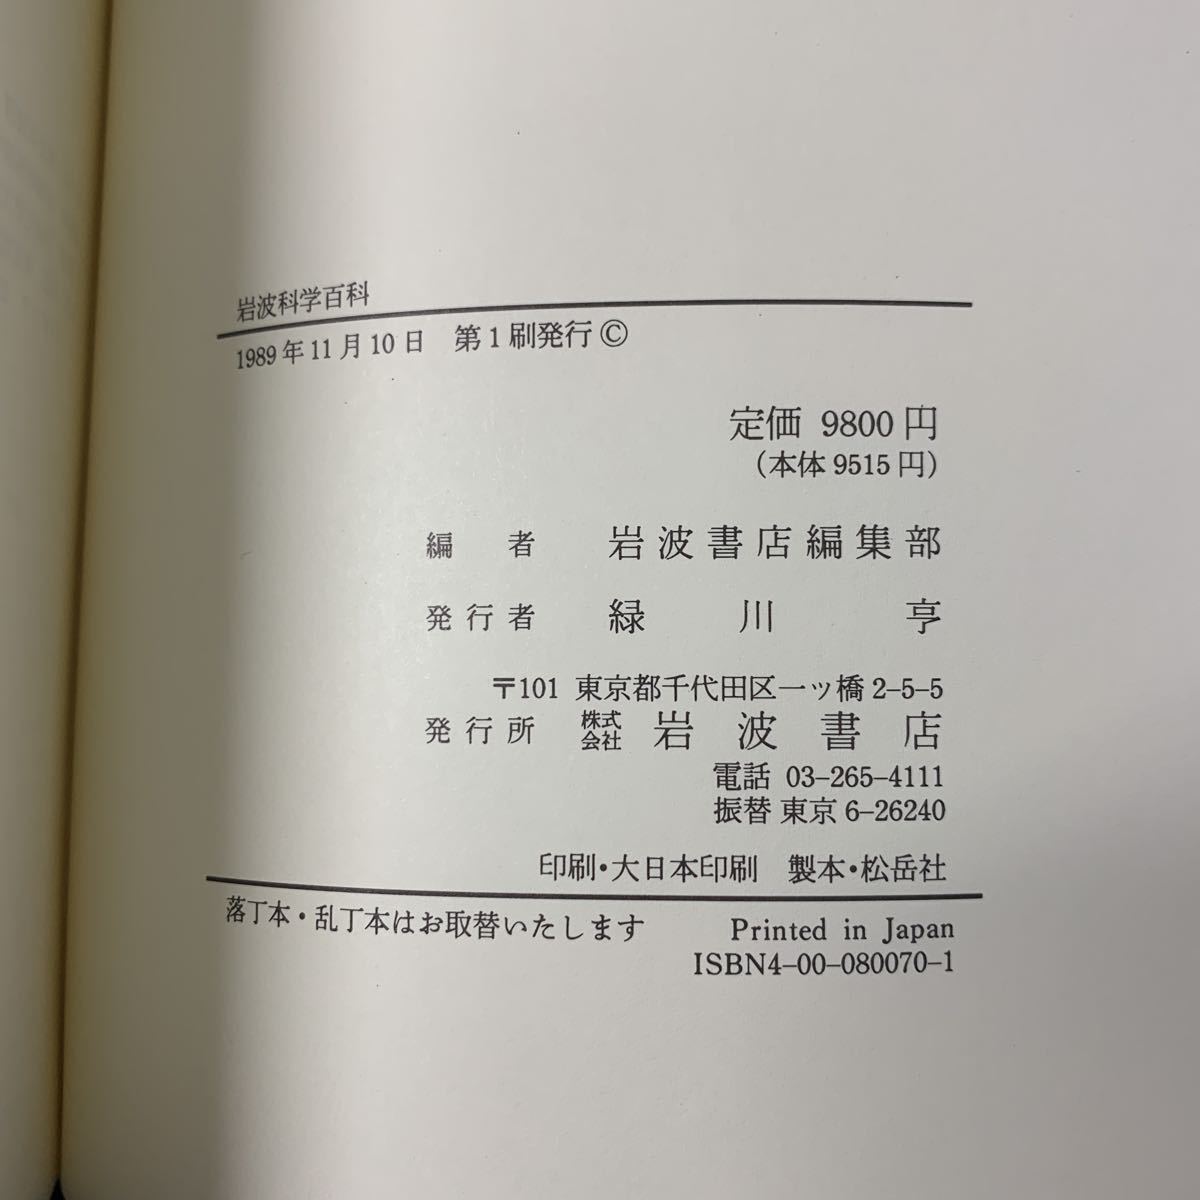 岩波科学百科
1989年11月10日 第1刷発行 ©
定価 9800円
(本体 9515円)
編者 岩波書店編集部
発行者 緑川亨
〒101 東京都千代田区一ッ橋2-5-5
発行所 株式会社 岩波書店
電話 03-265-4111
振替 東京 6-26240
印刷・大日本印刷 製本・松岳社
落丁本・乱丁本はお取替いたします Printed in Japan
ISBN4-00-080070-1